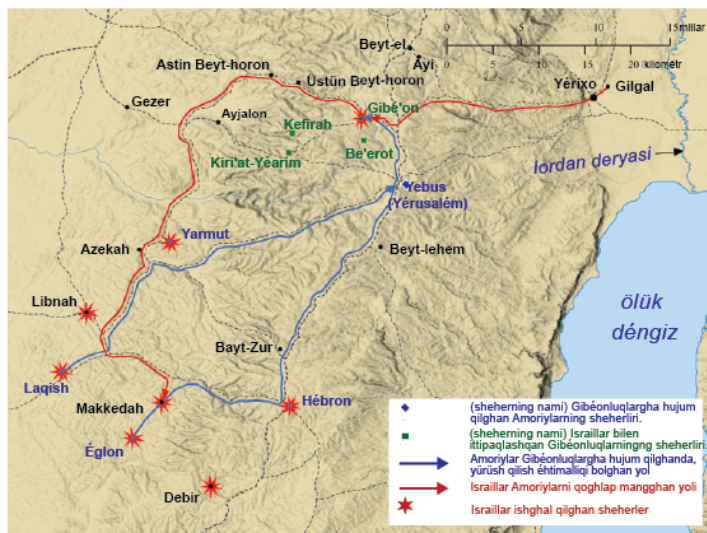 0 5 10 15 millar
0 10 20 kilométr
Beyt-el
Ayi
Astin Beyt-horon
Üstün Beyt-horon
Yérixo
Gilgal
Gezer
Ayjalon
Gibé'on
Kefirah
Kiri'at-Yéarim
Be'erot
Iordan deryasi
Yebus
(Yérusalém)
Yarmut
Azekah
Beyt-lehem
Libnah
ölük
déngiz
Bayt-Zur
Laqish
Makkedah
Hébron
Églon
Debir
(sheherning nami) Gibéonluqlargha hujum
qilghan Amoriylarning sheherliri.
(sheherning nami) Israillar bilen
ittipaqlashqan Gibéonluqlarningng sheherliri.
Amoriylar Gibéonluqlargha hujum qilghanda,
yürüsh qilish éhtimalliqi bolghan yol
Israillar Amoriylarni qoghlap mangghan yoli
Israillar ishghal qilghan sheherler